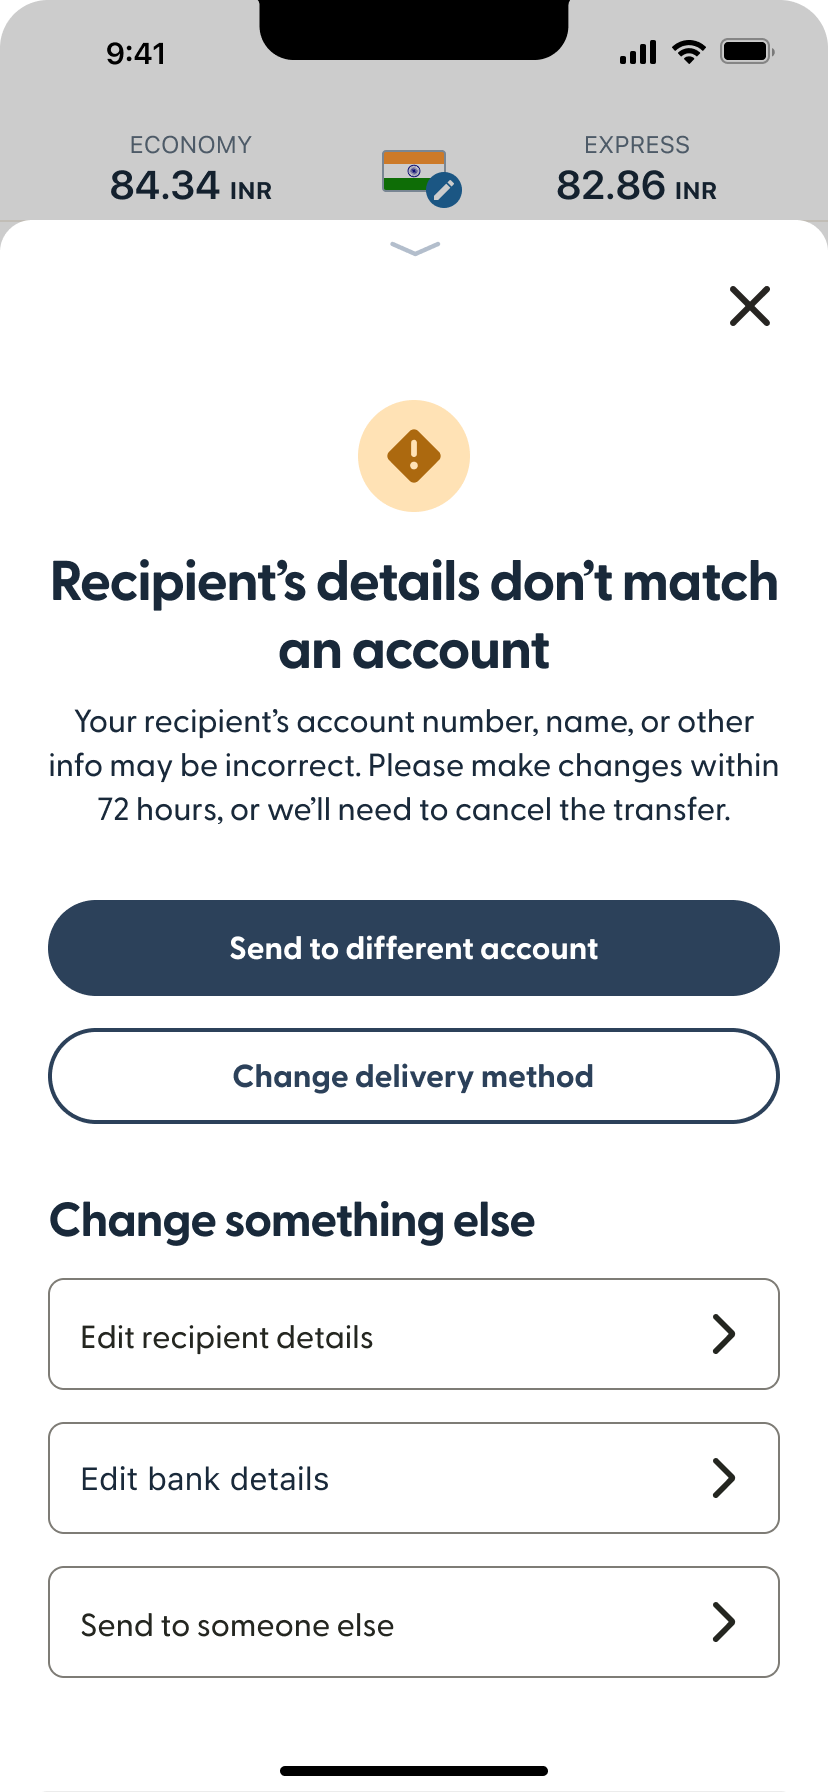 9:41
ECONOMY
84.34 INR
EXPRESS
82.86 INR
Recipient’s details don’t match
an account
Your recipient’s account number, name, or other
info may be incorrect. Please make changes within
72 hours, or we’ll need to cancel the transfer.
Send to different account
Change delivery method
Change something else
Edit recipient details
Edit bank details
Send to someone else